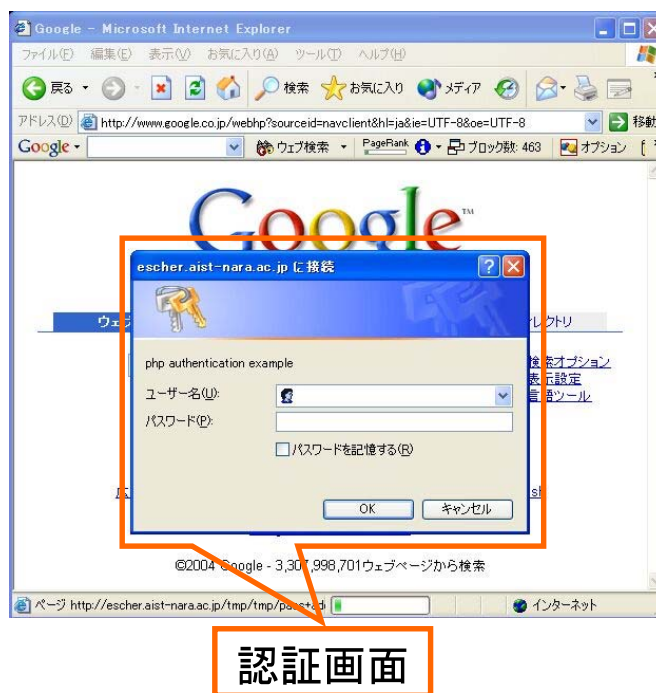 Google - Microsoft Internet Explorer
ファイル(F) 編集(E) 表示(V) お気に入り(A) ツール(T) ヘルプ(H)
戻る 検索 お気に入り メディア
アドレス(D) http://www.google.co.jp/webhp?sourceid=navclient&hl=ja&ie=UTF-8&oe=UTF-8 移動
Google ウェブ検索 PageRank ブロック数: 463 オプション
Google™
escher.aist-nara.ac.jp に接続
php authentication example
検索オプション
ユーザー名(U):
表示設定
言語ツール
パスワード(P):
パスワードを記憶する(R)
OK キャンセル
©2004 Google - 3,307,998,701ウェブページから検索
ページ http://escher.aist-nara.ac.jp/tmp/tmp/ インターネット
認証画面